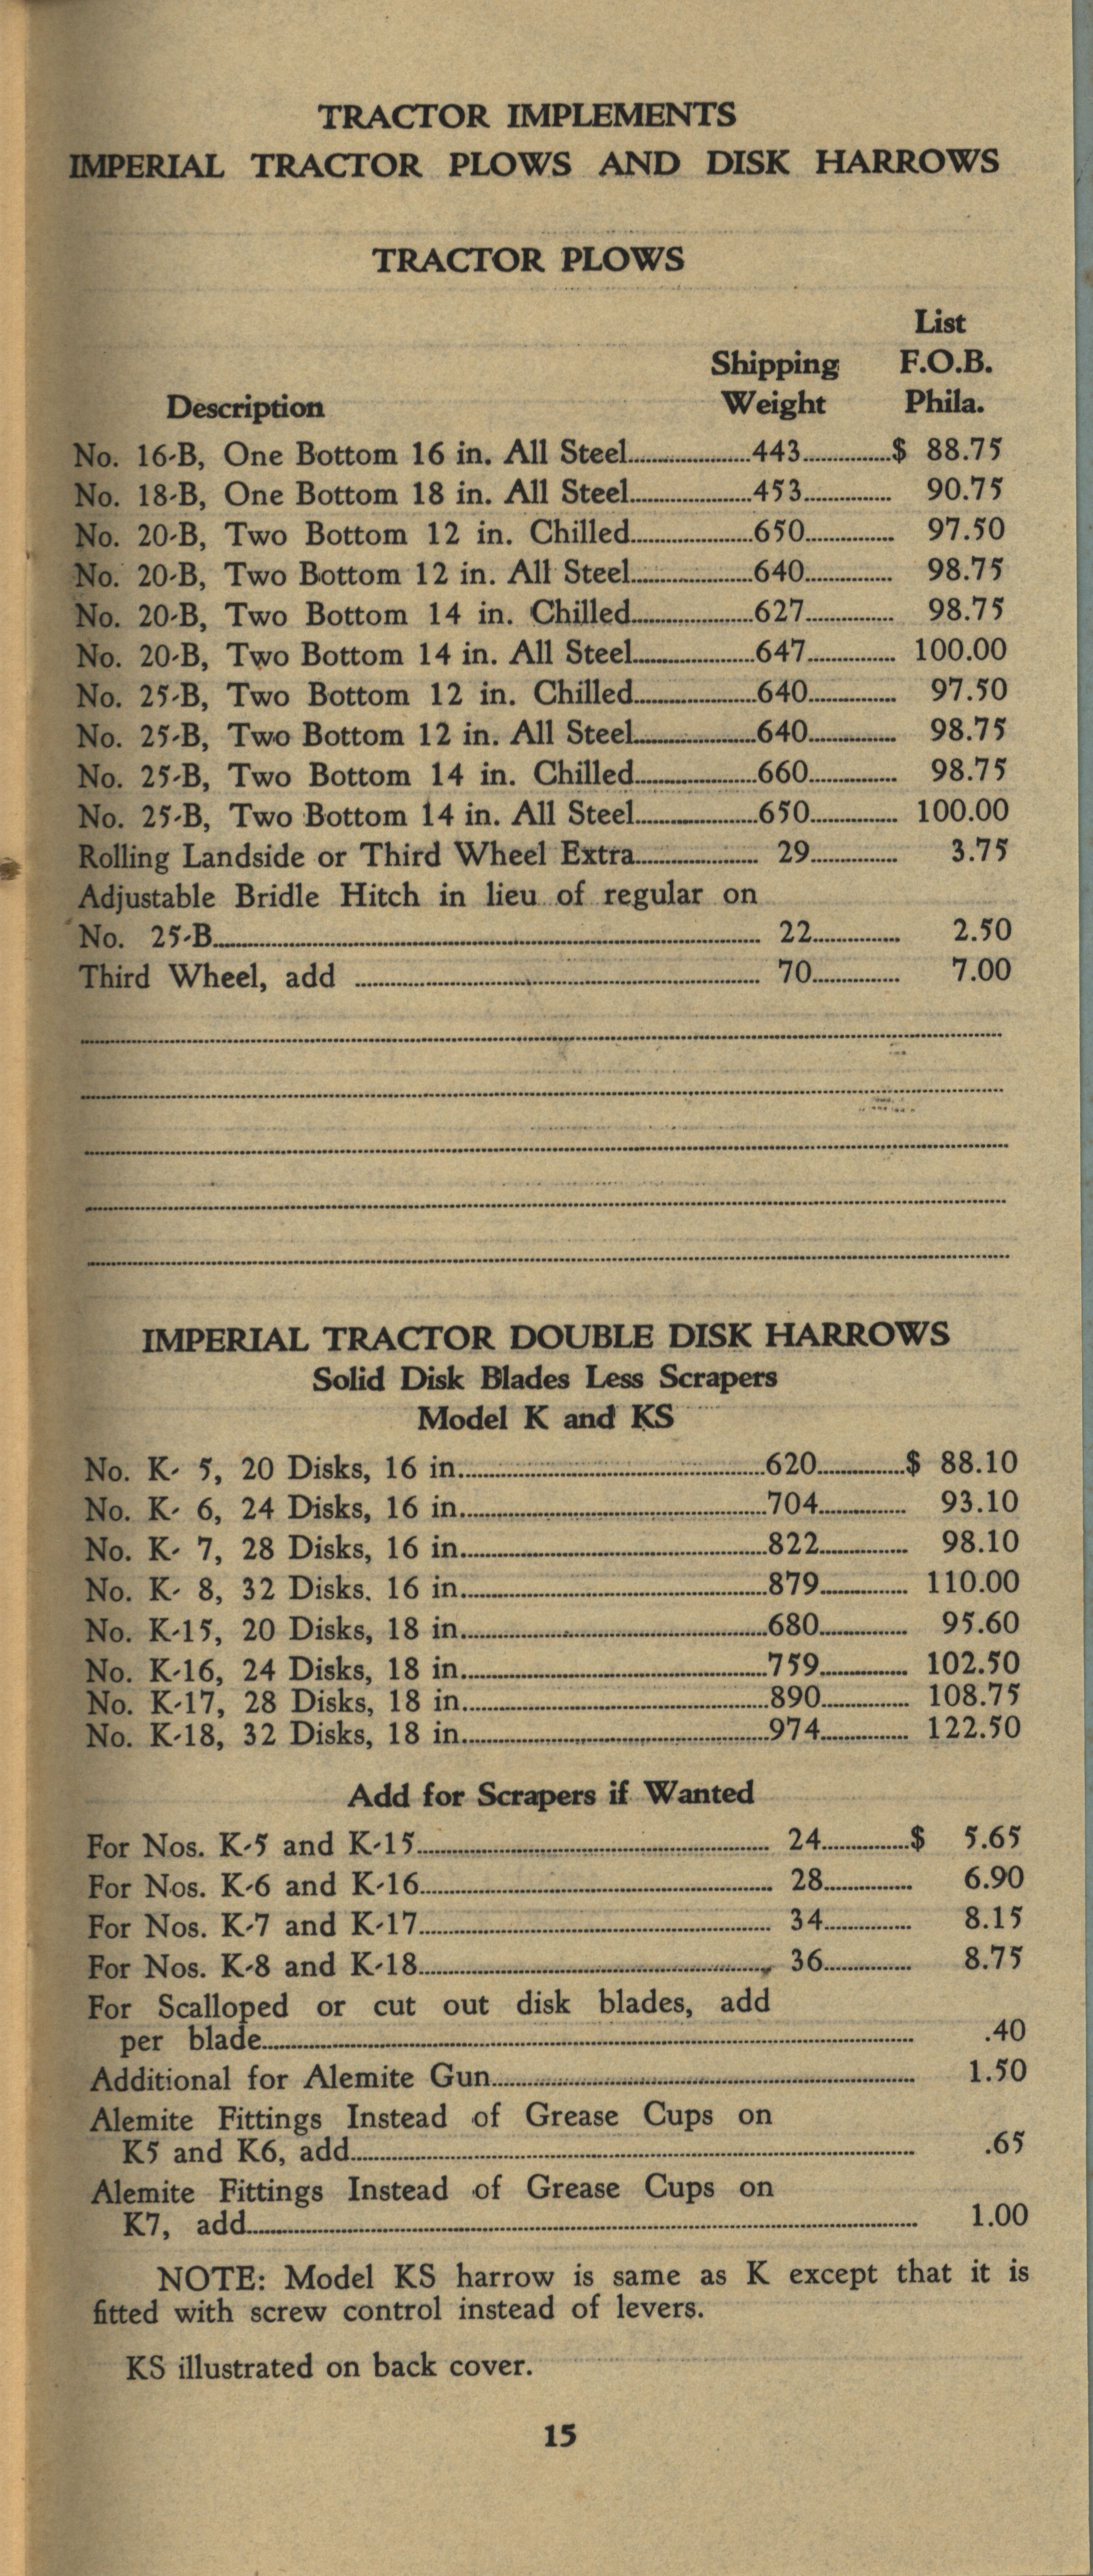 TRACTOR IMPLEMENTS
IMPERIAL TRACTOR PLOWS AND DISK HARROWS
TRACTOR PLOWS
List
Shipping F.O.B.
Description Weight Phila.
No. 16-B, One Bottom 16 in. All Steel....................443..............$ 88.75
No. 18-B, One Bottom 18 in. All Steel....................453.............. 90.75
No. 20-B, Two Bottom 12 in. Chilled....................650.............. 97.50
No. 20-B, Two Bottom 12 in. All Steel....................640.............. 98.75
No. 20-B, Two Bottom 14 in. Chilled....................627.............. 98.75
No. 20-B, Two Bottom 14 in. All Steel....................647.............. 100.00
No. 25-B, Two Bottom 12 in. Chilled....................640.............. 97.50
No. 25-B, Two Bottom 12 in. All Steel....................640.............. 98.75
No. 25-B, Two Bottom 14 in. Chilled....................660.............. 98.75
No. 25-B, Two Bottom 14 in. All Steel....................650.............. 100.00
Rolling Landside or Third Wheel Extra.................... 29.............. 3.75
Adjustable Bridle Hitch in lieu of regular on
No. 25-B.................... 22.............. 2.50
Third Wheel, add .................... 70.............. 7.00
IMPERIAL TRACTOR DOUBLE DISK HARROWS
Solid Disk Blades Less Scrapers
Model K and KS
No. K- 5, 20 Disks, 16 in....................620..............$ 88.10
No. K- 6, 24 Disks, 16 in....................704.............. 93.10
No. K- 7, 28 Disks, 16 in....................822.............. 98.10
No. K- 8, 32 Disks. 16 in....................879.............. 110.00
No. K-15, 20 Disks, 18 in....................680.............. 95.60
No. K-16, 24 Disks, 18 in....................759.............. 102.50
No. K-17, 28 Disks, 18 in....................890.............. 108.75
No. K-18, 32 Disks, 18 in....................974.............. 122.50
Add for Scrapers if Wanted
For Nos. K-5 and K-15.................... 24..............$ 5.65
For Nos. K-6 and K-16.................... 28.............. 6.90
For Nos. K-7 and K-17.................... 34.............. 8.15
For Nos. K-8 and K-18.................... 36.............. 8.75
For Scalloped or cut out disk blades, add
per blade.................... .40
Additional for Alemite Gun.................... 1.50
Alemite Fittings Instead of Grease Cups on
K5 and K6, add.................... .65
Alemite Fittings Instead of Grease Cups on
K7, add.................... 1.00
NOTE: Model KS harrow is same as K except that it is
fitted with screw control instead of levers.
KS illustrated on back cover.
15